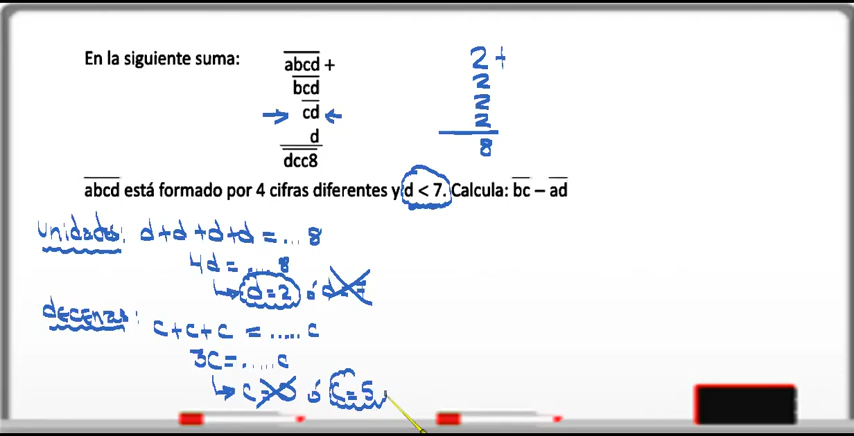 En la siguiente suma:
abcd +
bcd
→ cd ←
d
dcc8
2 +
2
2
2
8
abcd está formado por 4 cifras diferentes y d < 7. Calcula: bc − ad
unidades: d+d+d+d = ... 8
4d = .... 8
↳ d=2 ó d=7
decenas:
c+c+c = ..... c
3c = ..... c
↳ c=0 ó c=5